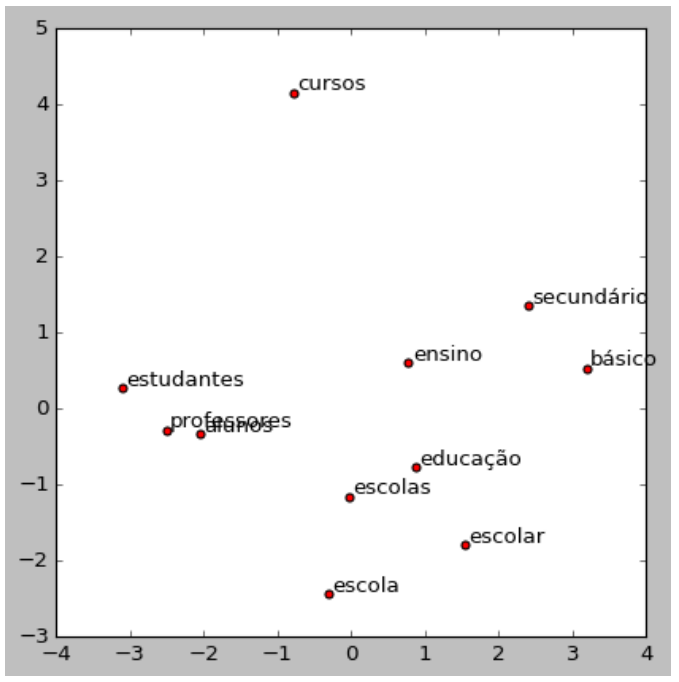 5
cursos
4
3
2
secundário
1
ensino
básico
estudantes
0
professores
alunos
educação
−1
escolas
escolar
−2
escola
−3
−4 −3 −2 −1 0 1 2 3 4